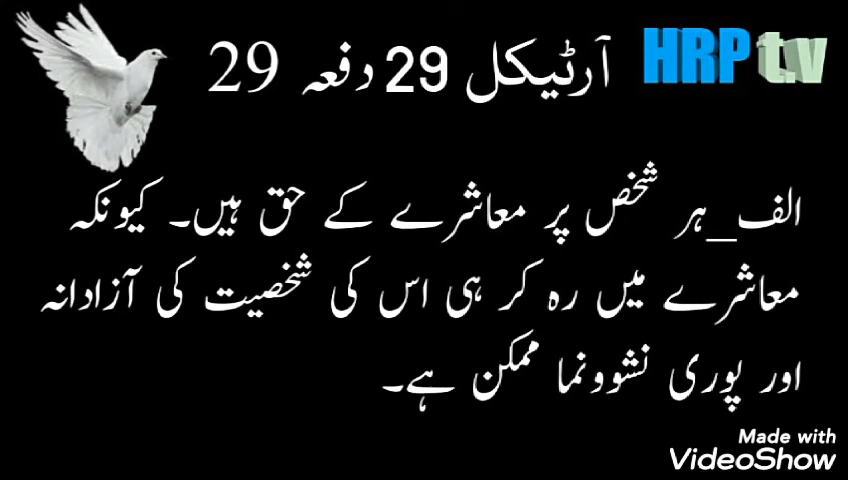 آرٹیکل 29 دفعہ 29
HRP t.v
الف_ہر شخص پر معاشرے کے حق ہیں۔ کیونکہ
معاشرے میں رہ کر ہی اس کی شخصیت کی آزادانہ
اور پوری نشوونما ممکن ہے۔
Made with
VideoShow